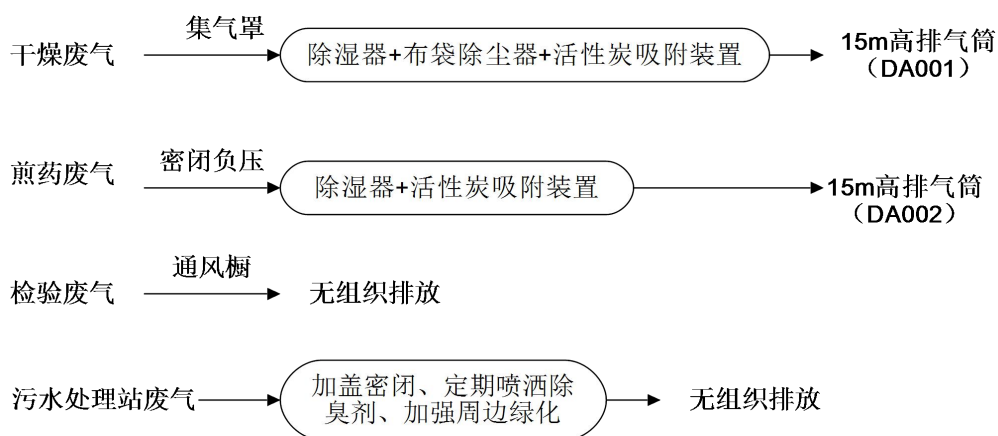 干燥废气
集气罩
除湿器+布袋除尘器+活性炭吸附装置
15m高排气筒
（DA001）
煎药废气
密闭负压
除湿器+活性炭吸附装置
15m高排气筒
（DA002）
检验废气
通风橱
无组织排放
污水处理站废气
加盖密闭、定期喷洒除
臭剂、加强周边绿化
无组织排放